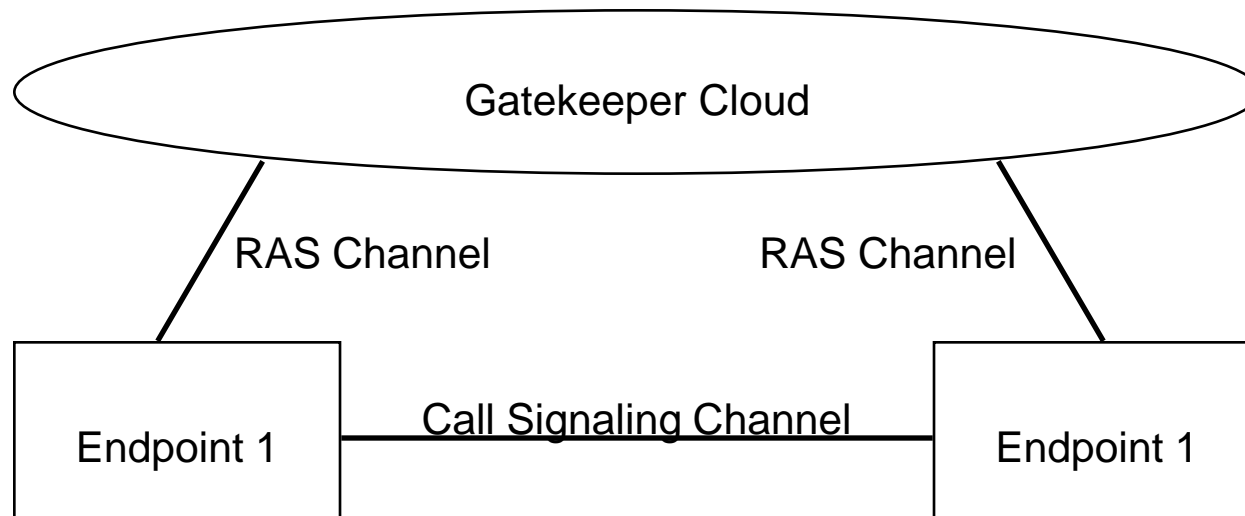 Gatekeeper Cloud
RAS Channel
RAS Channel
Call Signaling Channel
Endpoint 1
Endpoint 1